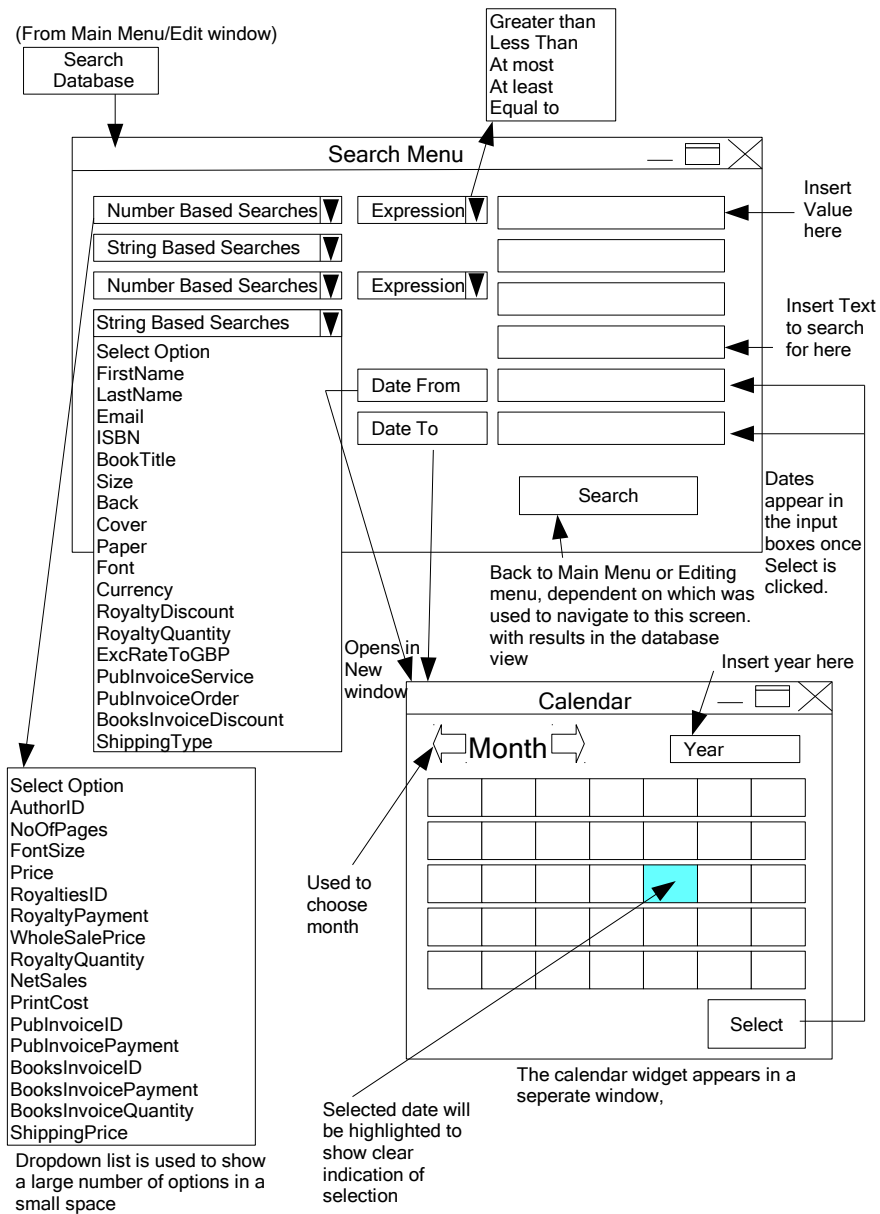 (From Main Menu/Edit window)
Search
Database
Greater than
Less Than
At most
At least
Equal to
Search Menu
Number Based Searches
Expression
Insert
Value
here
String Based Searches
Number Based Searches
Expression
Insert Text
to search
for here
String Based Searches
Select Option
FirstName
LastName
Email
ISBN
BookTitle
Size
Back
Cover
Paper
Font
Currency
RoyaltyDiscount
RoyaltyQuantity
ExcRateToGBP
PubInvoiceService
PubInvoiceOrder
BooksInvoiceDiscount
ShippingType
Date From
Date To
Search
Dates
appear in
the input
boxes once
Select is
clicked.
Back to Main Menu or Editing
menu, dependent on which was
used to navigate to this screen.
with results in the database
view
Opens in
New
window
Insert year here
Calendar
Month
Year
Select Option
AuthorID
NoOfPages
FontSize
Price
RoyaltiesID
RoyaltyPayment
WholeSalePrice
RoyaltyQuantity
NetSales
PrintCost
PubInvoiceID
PubInvoicePayment
BooksInvoiceID
BooksInvoicePayment
BooksInvoiceQuantity
ShippingPrice
Used to
choose
month
Select
The calendar widget appears in a
seperate window,
Selected date will
be highlighted to
show clear
indication of
selection
Dropdown list is used to show
a large number of options in a
small space